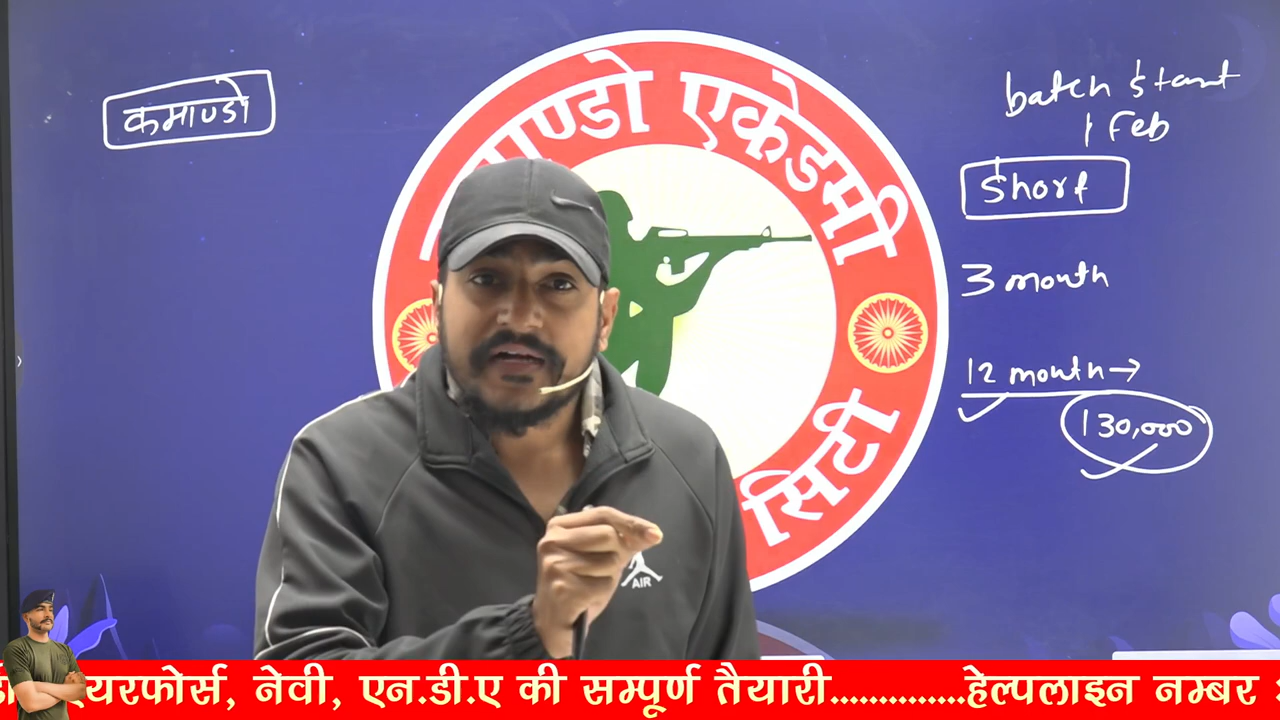 कमाण्डो
एकेडमी
सिटी
batch start
1 Feb
Short
3 month
12 month →
130,000
AIR
यरफोर्स, नेवी, एन.डी.ए की सम्पूर्ण तैयारी..............हेल्पलाइन नम्बर